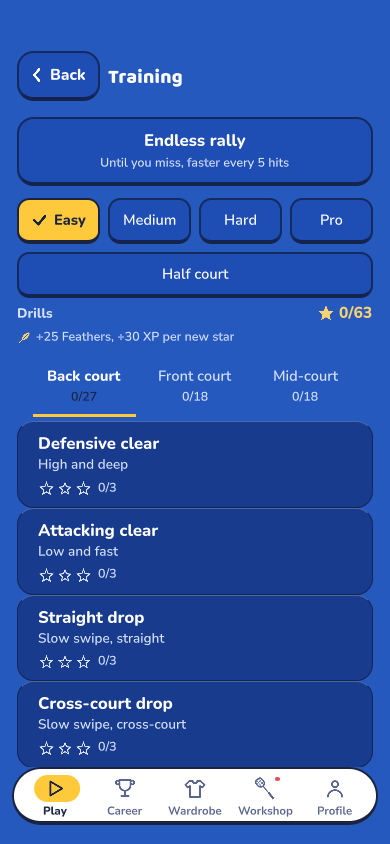 Back
Training
Endless rally
Until you miss, faster every 5 hits
Easy
Medium
Hard
Pro
Half court
Drills
0/63
+25 Feathers, +30 XP per new star
Back court
0/27
Front court
0/18
Mid-court
0/18
Defensive clear
High and deep
0/3
Attacking clear
Low and fast
0/3
Straight drop
Slow swipe, straight
0/3
Cross-court drop
Slow swipe, cross-court
0/3
Play
Career
Wardrobe
Workshop
Profile